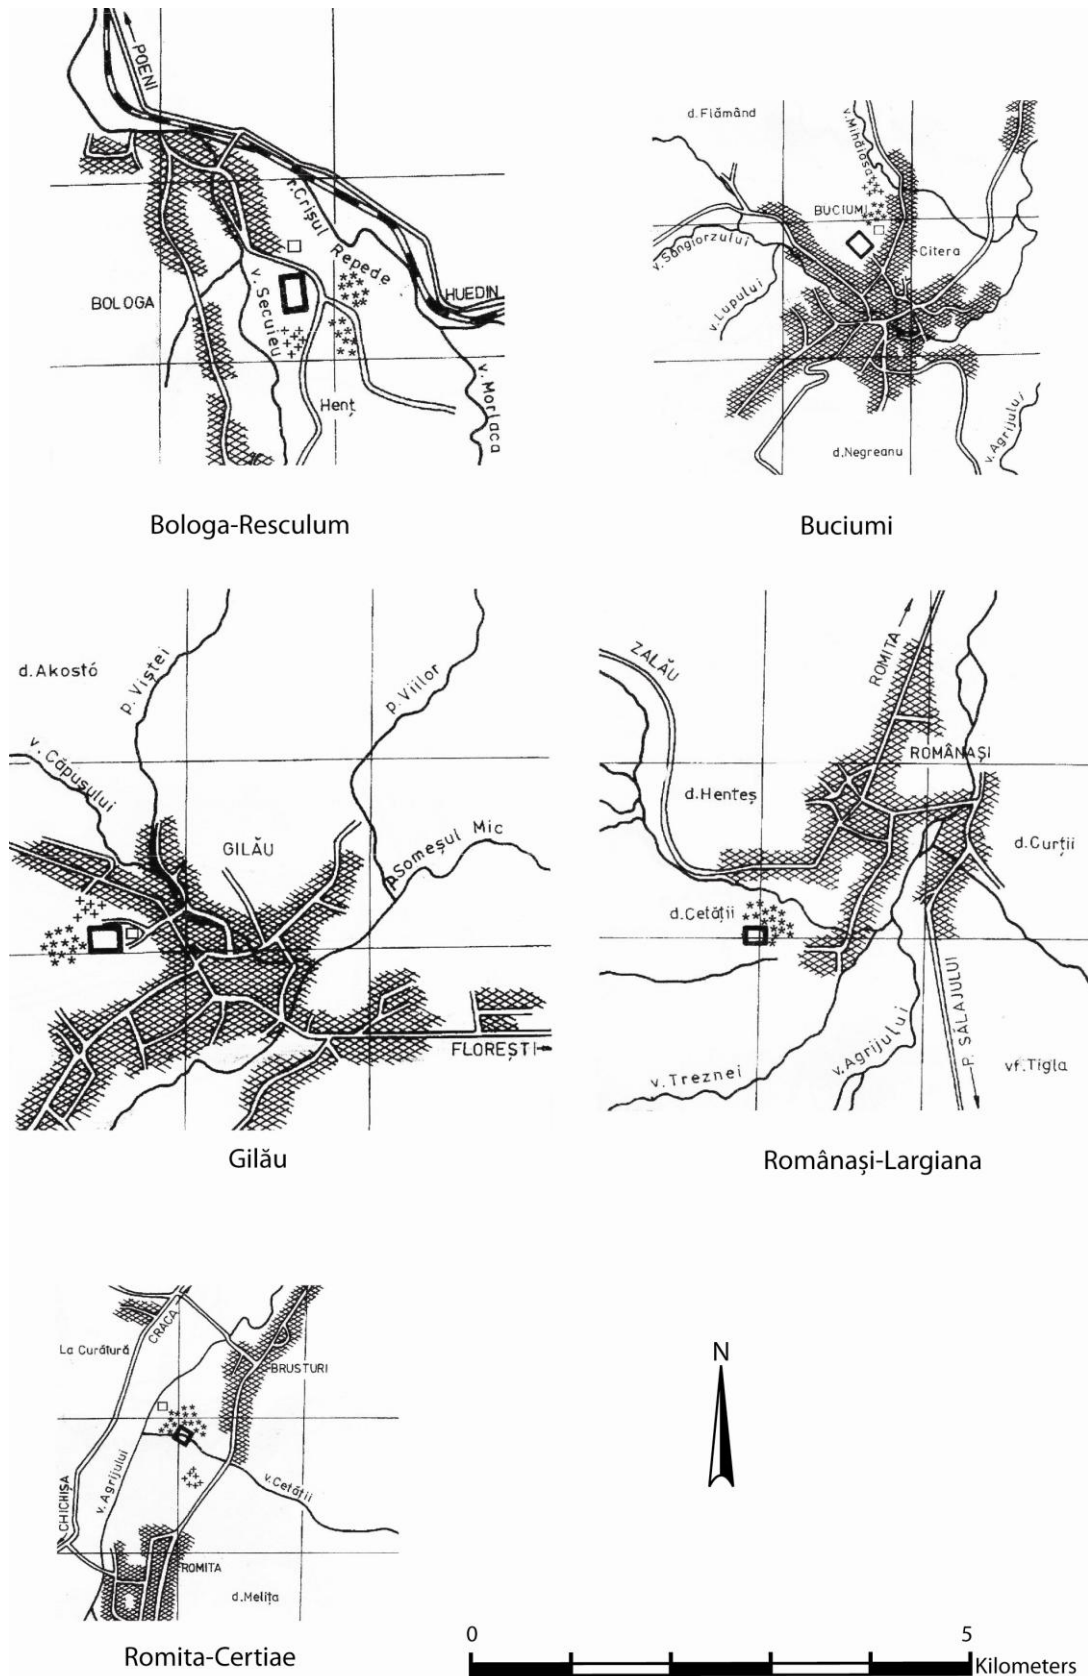 POENI
r. Crișul Repede
BOLOGA
v. Secuieu
HUEDIN
Henț
v. Morlaca
Bologa-Resculum
d. Flămând
v. Mihăiasa
BUCIUMI
v. Sângiorzului
Citera
v. Lupului
v. Agrijului
d. Negreanu
Buciumi
d. Akostó
p. Viștei
p. Viilor
v. Căpușului
GILĂU
p. Someșul Mic
FLOREȘTI
Gilău
ROMITA
ZALĂU
ROMÂNAȘI
d. Henteș
d. Curții
d. Cetății
v. Treznei
v. Agrijului
P. SĂLAJULUI
vf. Tigla
Românași-Largiana
CRACA
La Curătură
BRUSTURI
v. Agrijului
CHICHIȘA
v. Cetății
ROMITA
d. Melița
Romita-Certiae
N
0 5
Kilometers